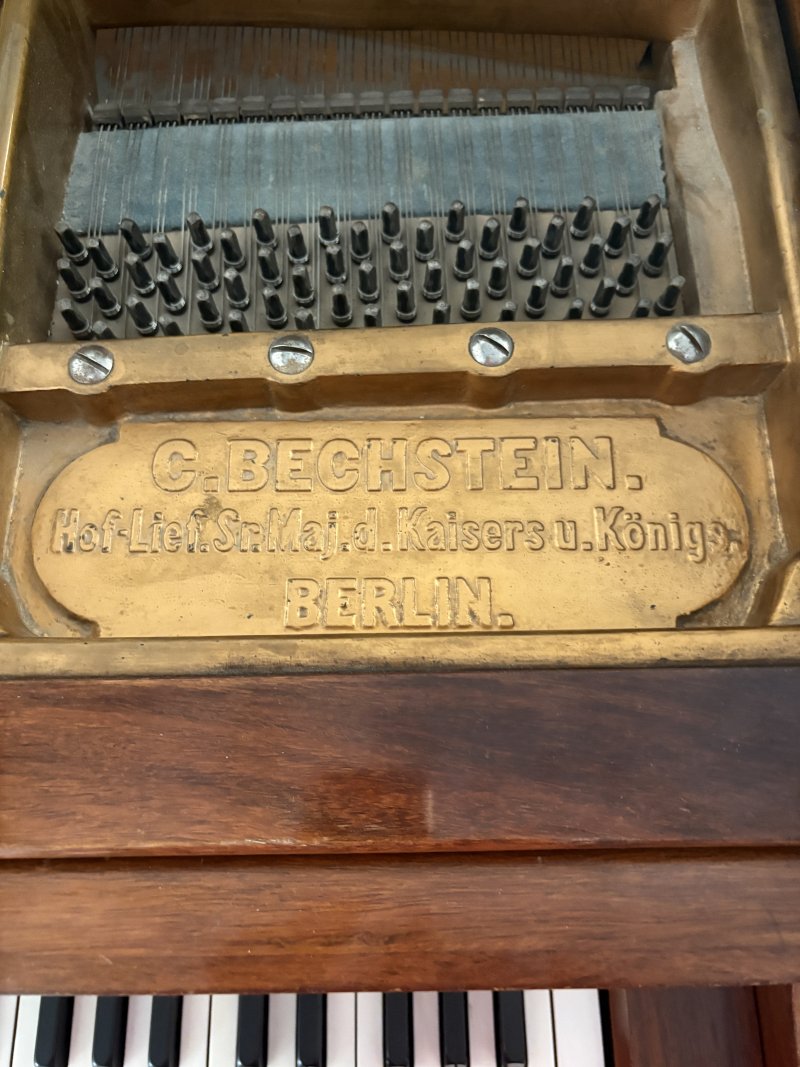 C. BECHSTEIN.
Hof-Lief. Sr. Maj. d. Kaisers u. Königs.
BERLIN.